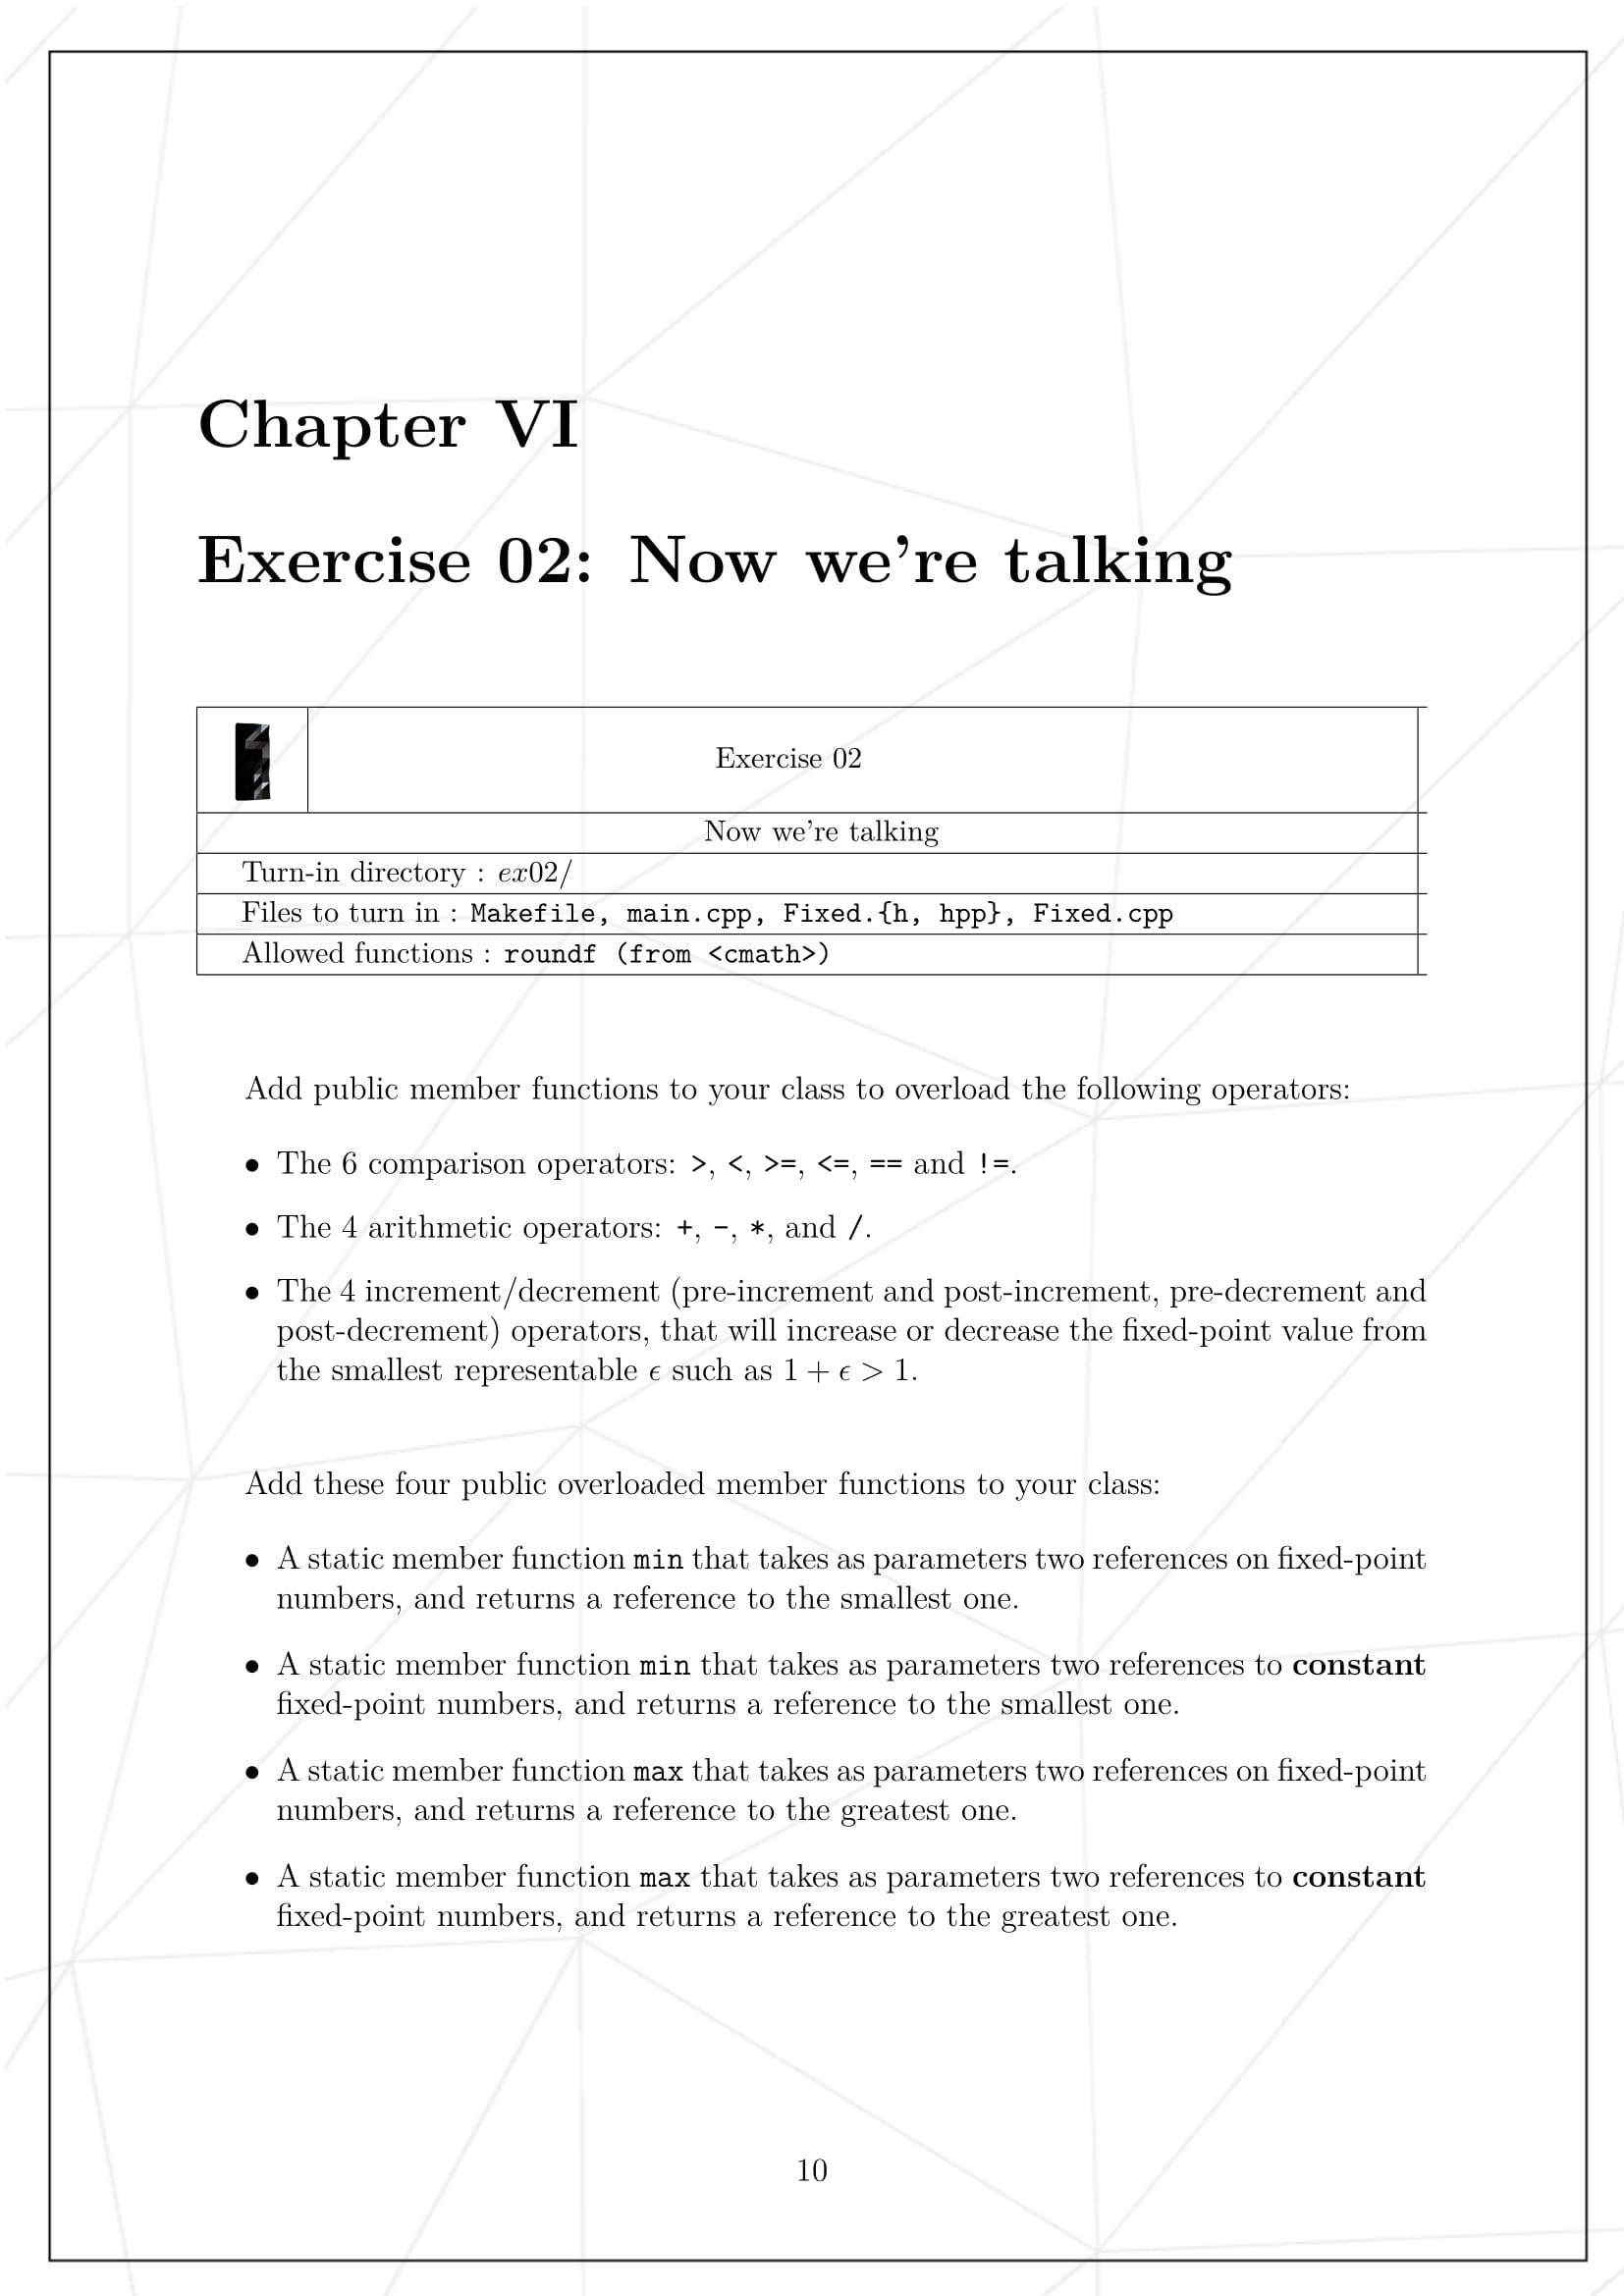 Chapter VI
Exercise 02: Now we're talking
Exercise 02
Now we're talking
Turn-in directory : ex02/
Files to turn in : Makefile, main.cpp, Fixed.{h, hpp}, Fixed.cpp
Allowed functions : roundf (from <cmath>)
Add public member functions to your class to overload the following operators:
• The 6 comparison operators: >, <, >=, <=, == and !=.
• The 4 arithmetic operators: +, -, *, and /.
• The 4 increment/decrement (pre-increment and post-increment, pre-decrement and
post-decrement) operators, that will increase or decrease the fixed-point value from
the smallest representable ϵ such as 1 + ϵ > 1.
Add these four public overloaded member functions to your class:
• A static member function min that takes as parameters two references on fixed-point
numbers, and returns a reference to the smallest one.
• A static member function min that takes as parameters two references to constant
fixed-point numbers, and returns a reference to the smallest one.
• A static member function max that takes as parameters two references on fixed-point
numbers, and returns a reference to the greatest one.
• A static member function max that takes as parameters two references to constant
fixed-point numbers, and returns a reference to the greatest one.
10